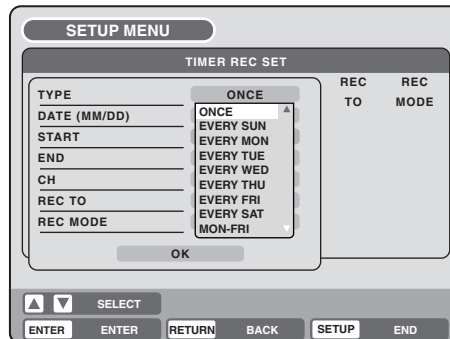 SETUP MENU
TIMER REC SET
REC TO
REC MODE
TYPE ONCE
DATE (MM/DD)
START
END
CH
REC TO
REC MODE
ONCE
EVERY SUN
EVERY MON
EVERY TUE
EVERY WED
EVERY THU
EVERY FRI
EVERY SAT
MON-FRI
OK
SELECT
ENTER ENTER RETURN BACK SETUP END